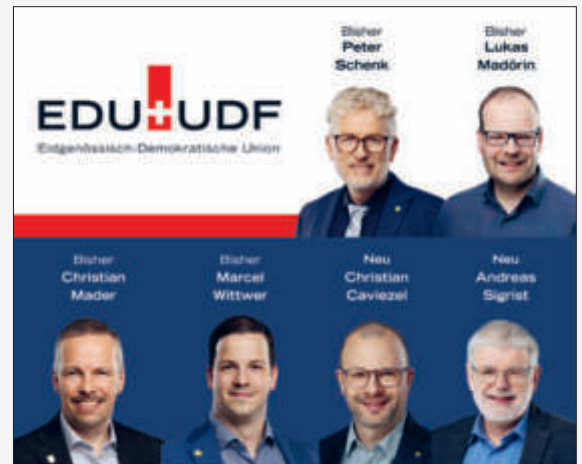 EDU+UDF
Eidgenössisch-Demokratische Union
Bisher
Peter
Schenk
Bisher
Lukas
Madörin
Bisher
Christian
Mader
Bisher
Marcel
Wittwer
Neu
Christian
Caviezel
Neu
Andreas
Sigrist